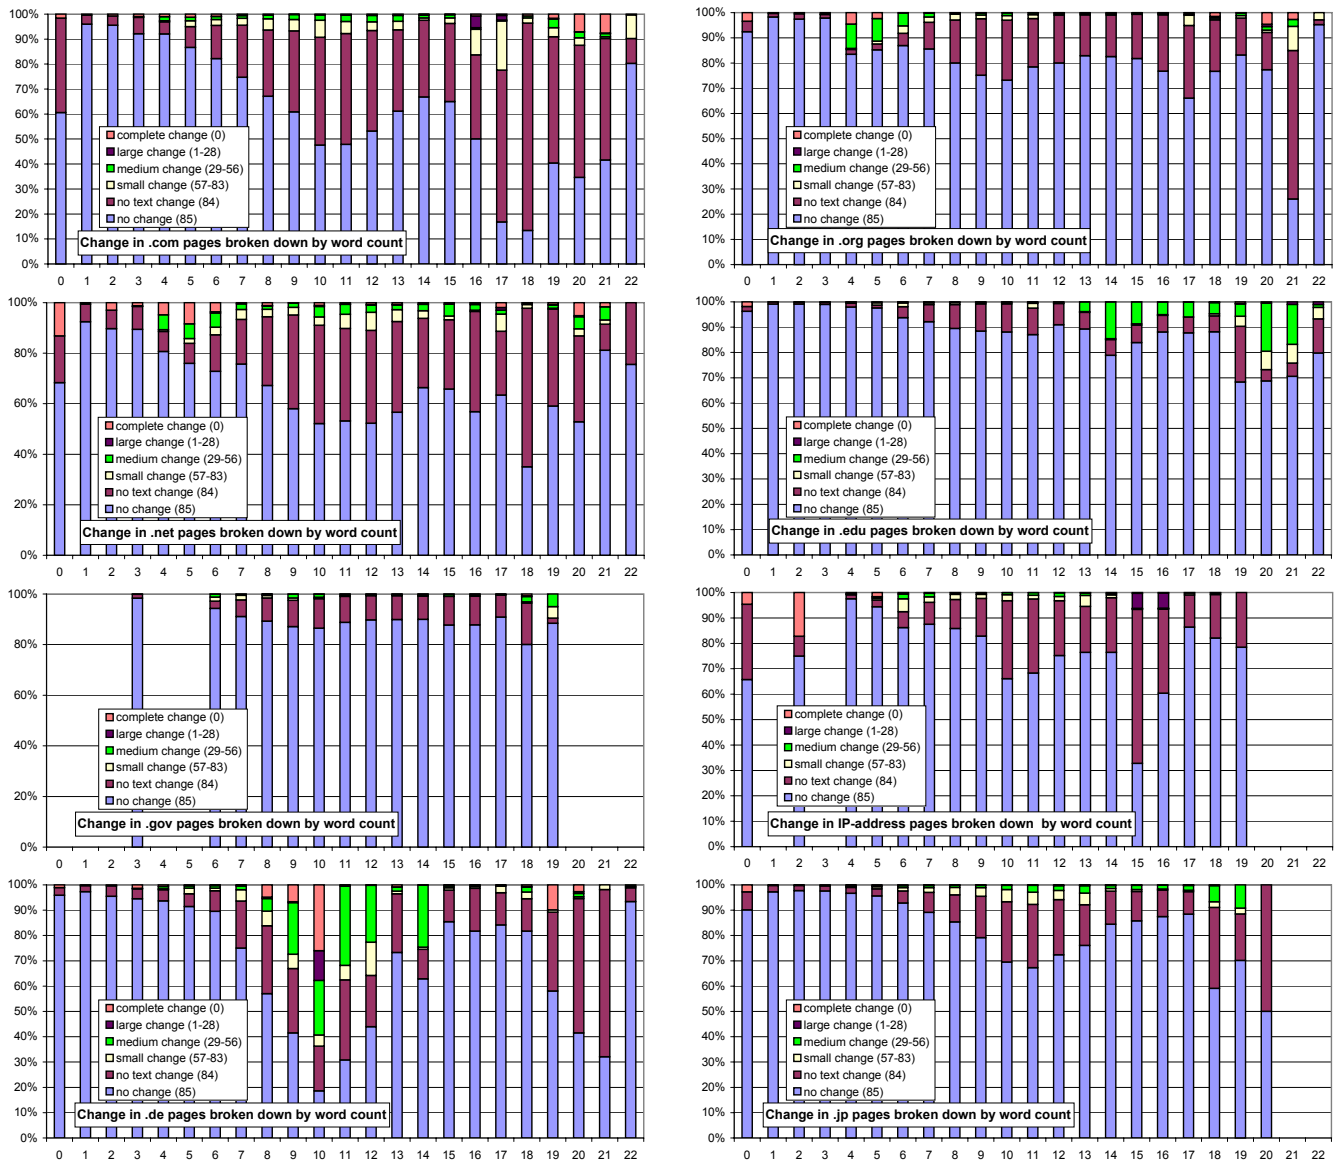 100%
90%
80%
70%
60%
50%
40%
30%
20%
10%
0%
complete change (0)
large change (1-28)
medium change (29-56)
small change (57-83)
no text change (84)
no change (85)
Change in .com pages broken down by word count
0 1 2 3 4 5 6 7 8 9 10 11 12 13 14 15 16 17 18 19 20 21 22
100%
90%
80%
70%
60%
50%
40%
30%
20%
10%
0%
complete change (0)
large change (1-28)
medium change (29-56)
small change (57-83)
no text change (84)
no change (85)
Change in .org pages broken down by word count
0 1 2 3 4 5 6 7 8 9 10 11 12 13 14 15 16 17 18 19 20 21 22
100%
80%
60%
40%
20%
0%
complete change (0)
large change (1-28)
medium change (29-56)
small change (57-83)
no text change (84)
no change (85)
Change in .net pages broken down by word count
0 1 2 3 4 5 6 7 8 9 10 11 12 13 14 15 16 17 18 19 20 21 22
100%
90%
80%
70%
60%
50%
40%
30%
20%
10%
0%
complete change (0)
large change (1-28)
medium change (29-56)
small change (57-83)
no text change (84)
no change (85)
Change in .edu pages broken down by word count
0 1 2 3 4 5 6 7 8 9 10 11 12 13 14 15 16 17 18 19 20 21 22
100%
80%
60%
40%
20%
0%
complete change (0)
large change (1-28)
medium change (29-56)
small change (57-83)
no text change (84)
no change (85)
Change in .gov pages broken down by word count
0 1 2 3 4 5 6 7 8 9 10 11 12 13 14 15 16 17 18 19 20 21 22
100%
90%
80%
70%
60%
50%
40%
30%
20%
10%
0%
complete change (0)
large change (1-28)
medium change (29-56)
small change (57-83)
no text change (84)
no change (85)
Change in IP-address pages broken down by word count
0 1 2 3 4 5 6 7 8 9 10 11 12 13 14 15 16 17 18 19 20 21 22
100%
90%
80%
70%
60%
50%
40%
30%
20%
10%
0%
complete change (0)
large change (1-28)
medium change (29-56)
small change (57-83)
no text change (84)
no change (85)
Change in .de pages broken down by word count
0 1 2 3 4 5 6 7 8 9 10 11 12 13 14 15 16 17 18 19 20 21 22
100%
90%
80%
70%
60%
50%
40%
30%
20%
10%
0%
complete change (0)
large change (1-28)
medium change (29-56)
small change (57-83)
no text change (84)
no change (85)
Change in .jp pages broken down by word count
0 1 2 3 4 5 6 7 8 9 10 11 12 13 14 15 16 17 18 19 20 21 22